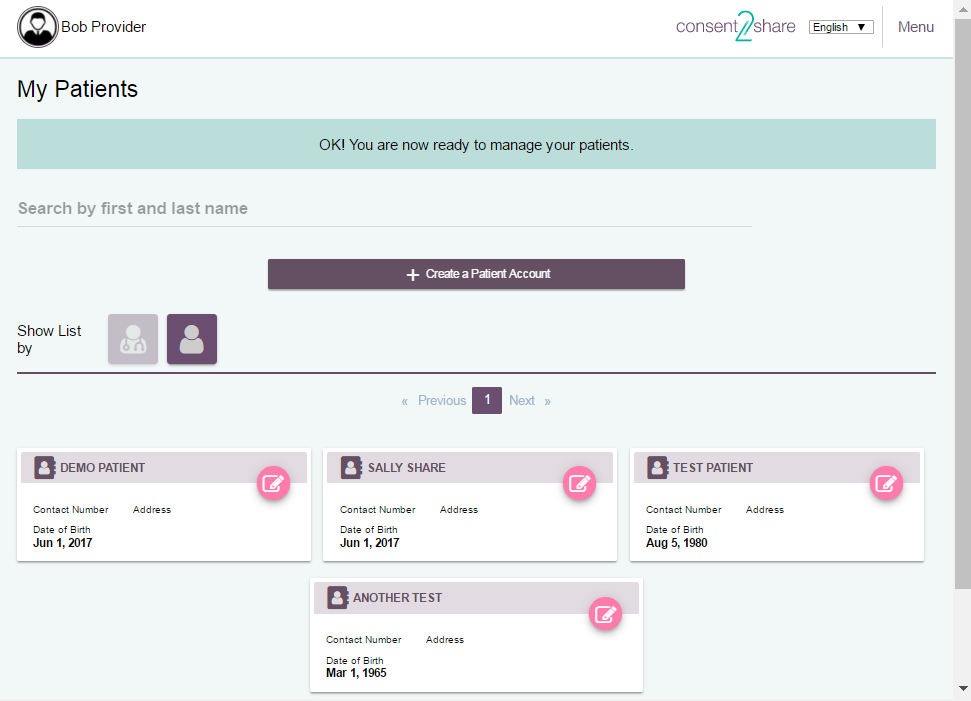 Bob Provider
consent2share
English ▼
Menu
My Patients
OK! You are now ready to manage your patients.
Search by first and last name
+ Create a Patient Account
Show List
by
« Previous 1 Next »
DEMO PATIENT
Contact Number Address
Date of Birth
Jun 1, 2017
SALLY SHARE
Contact Number Address
Date of Birth
Jun 1, 2017
TEST PATIENT
Contact Number Address
Date of Birth
Aug 5, 1980
ANOTHER TEST
Contact Number Address
Date of Birth
Mar 1, 1965